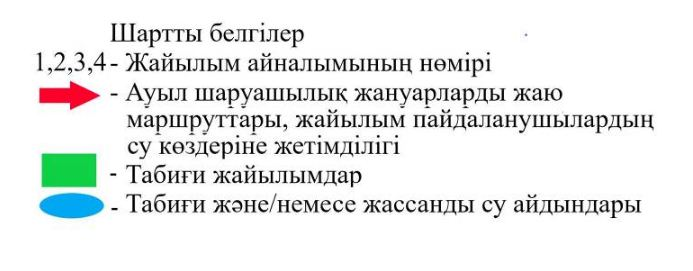 Шартты белгілер
1,2,3,4 - Жайылым айналымының нөмірі
- Ауыл шаруашылық жануарларды жаю
маршруттары, жайылым пайдаланушылардың
су көздеріне жетімділігі
- Табиғи жайылымдар
- Табиғи және/немесе жассанды су айдындары